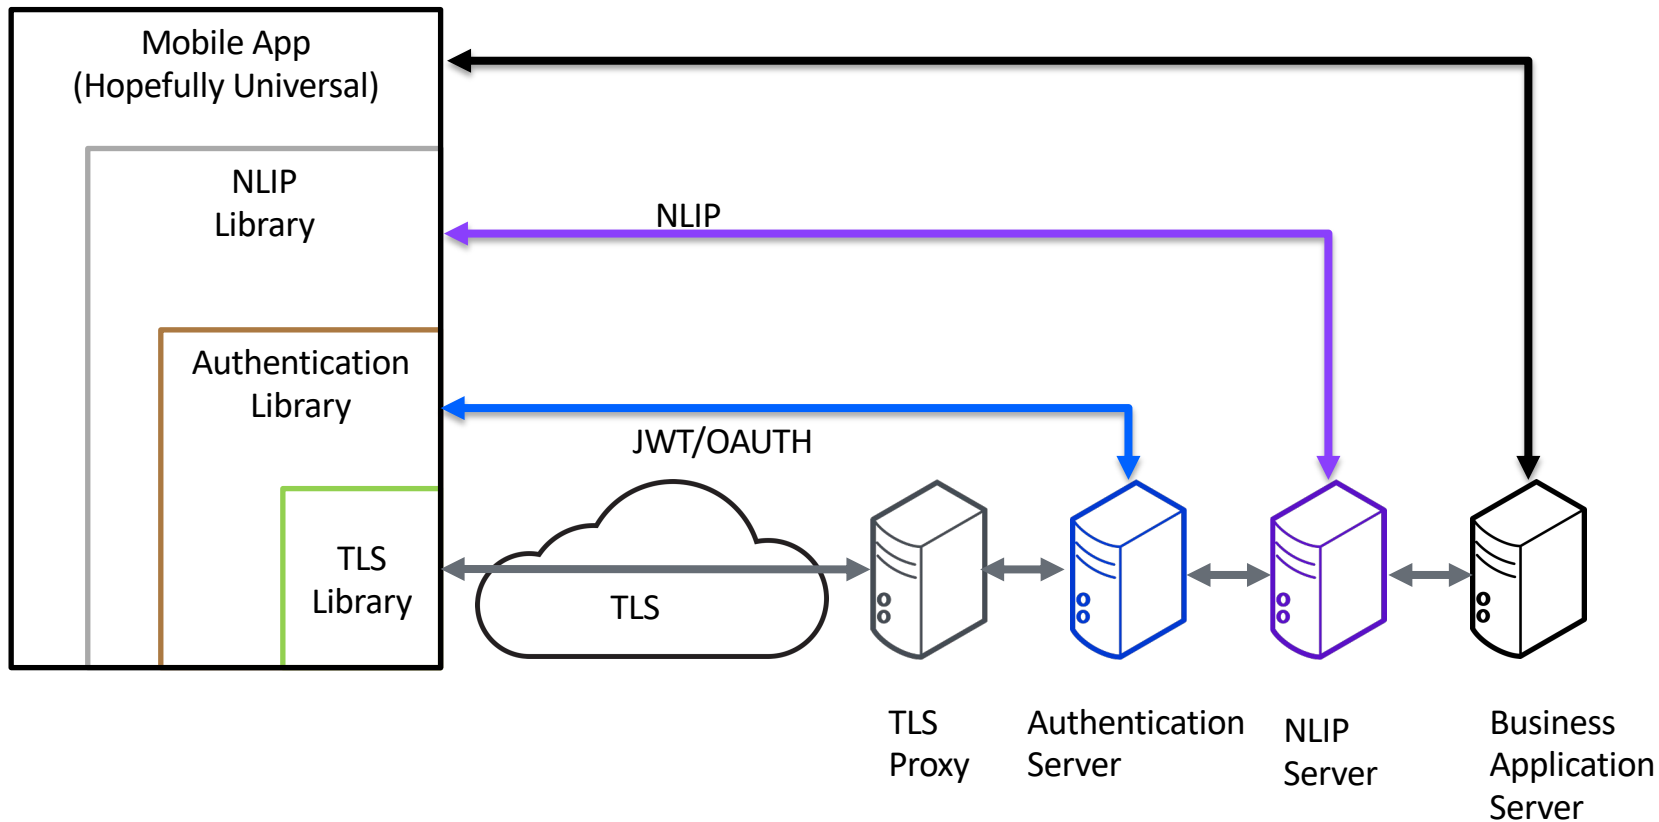 Mobile App
(Hopefully Universal)
NLIP
Library
NLIP
Authentication
Library
JWT/OAUTH
TLS
Library
TLS
TLS
Proxy
Authentication
Server
NLIP
Server
Business
Application
Server